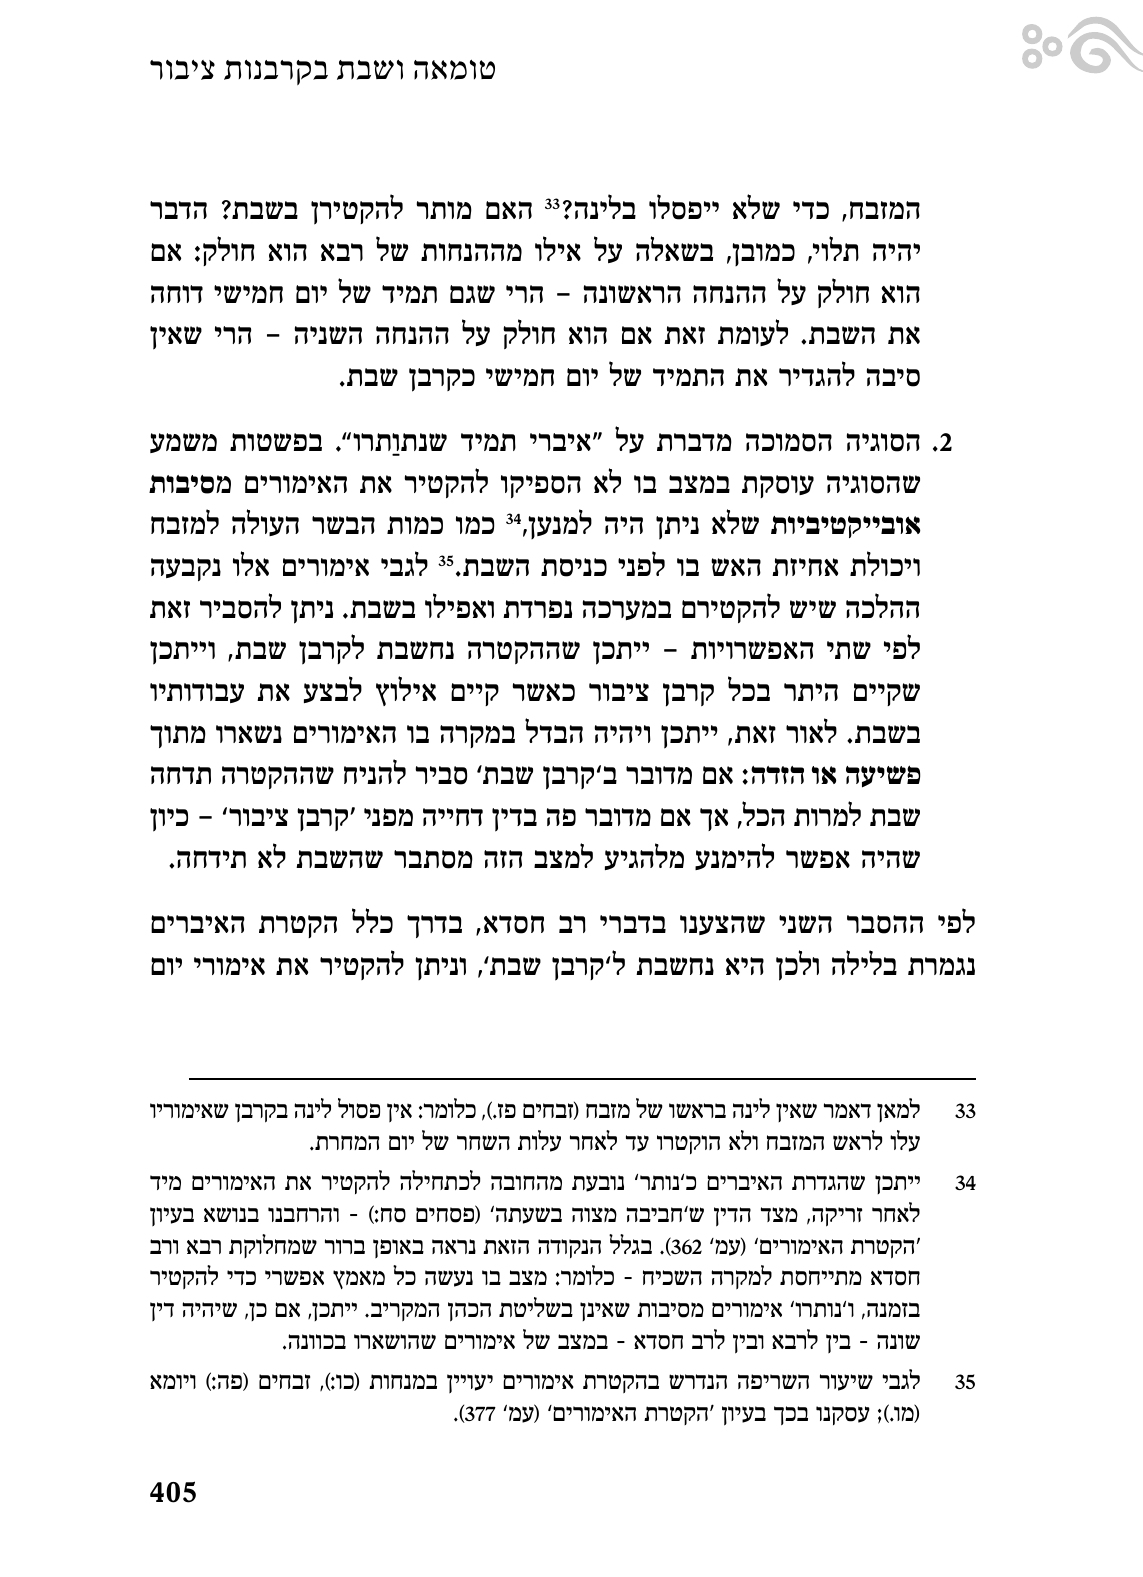 טומאה ושבת בקרבנות ציבור
המזבח, כדי שלא ייפסלו בלינה?33 האם מותר להקטירן בשבת? הדבר
יהיה תלוי, כמובן, בשאלה על אילו מההנחות של רבא הוא חולק: אם
הוא חולק על ההנחה הראשונה – הרי שגם תמיד של יום חמישי דוחה
את השבת. לעומת זאת אם הוא חולק על ההנחה השניה – הרי שאין
סיבה להגדיר את התמיד של יום חמישי כקרבן שבת.
2. הסוגיה הסמוכה מדברת על ”איברי תמיד שנתוַתרו“. בפשטות משמע
שהסוגיה עוסקת במצב בו לא הספיקו להקטיר את האימורים מסיבות
אובייקטיביות שלא ניתן היה למנען,34 כמו כמות הבשר העולה למזבח
ויכולת אחיזת האש בו לפני כניסת השבת.35 לגבי אימורים אלו נקבעה
ההלכה שיש להקטירם במערכה נפרדת ואפילו בשבת. ניתן להסביר זאת
לפי שתי האפשרויות – ייתכן שההקטרה נחשבת לקרבן שבת, וייתכן
שקיים היתר בכל קרבן ציבור כאשר קיים אילוץ לבצע את עבודותיו
בשבת. לאור זאת, ייתכן ויהיה הבדל במקרה בו האימורים נשארו מתוך
פשיעה או הזדה: אם מדובר ב‘קרבן שבת‘ סביר להניח שההקטרה תדחה
שבת למרות הכל, אך אם מדובר פה בדין דחייה מפני ’קרבן ציבור‘ – כיון
שהיה אפשר להימנע מלהגיע למצב הזה מסתבר שהשבת לא תידחה.
לפי ההסבר השני שהצענו בדברי רב חסדא, בדרך כלל הקטרת האיברים
נגמרת בלילה ולכן היא נחשבת ל‘קרבן שבת‘, וניתן להקטיר את אימורי יום
33 למאן דאמר שאין לינה בראשו של מזבח (זבחים פז.), כלומר: אין פסול לינה בקרבן שאימוריו
עלו לראש המזבח ולא הוקטרו עד לאחר עלות השחר של יום המחרת.
34 ייתכן שהגדרת האיברים כ‘נותר‘ נובעת מהחובה לכתחילה להקטיר את האימורים מיד
לאחר זריקה, מצד הדין ש‘חביבה מצוה בשעתה‘ (פסחים סח:) - והרחבנו בנושא בעיון
’הקטרת האימורים‘ (עמ‘ 362). בגלל הנקודה הזאת נראה באופן ברור שמחלוקת רבא ורב
חסדא מתייחסת למקרה השכיח - כלומר: מצב בו נעשה כל מאמץ אפשרי כדי להקטיר
בזמנה, ו‘נותרו‘ אימורים מסיבות שאינן בשליטת הכהן המקריב. ייתכן, אם כן, שיהיה דין
שונה - בין לרבא ובין לרב חסדא - במצב של אימורים שהושארו בכוונה.
35 לגבי שיעור השריפה הנדרש בהקטרת אימורים יעויין במנחות (כו:), זבחים (פה:) ויומא
(מו.); עסקנו בכך בעיון ’הקטרת האימורים‘ (עמ‘ 377).
405